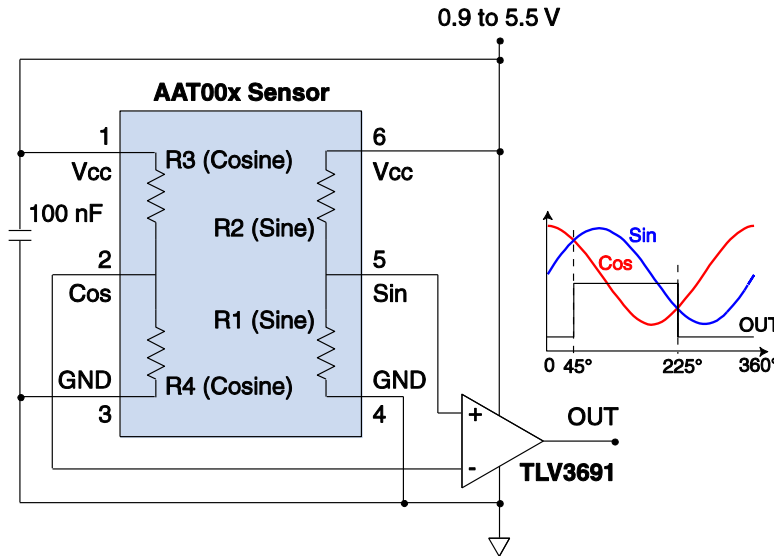 0.9 to 5.5 V
AAT00x Sensor
1
Vcc
R3 (Cosine)
6
Vcc
100 nF
R2 (Sine)
2
Cos
5
Sin
R1 (Sine)
GND
3
R4 (Cosine)
GND
4
+
-
OUT
TLV3691
Sin
Cos
OUT
0 45° 225° 360°